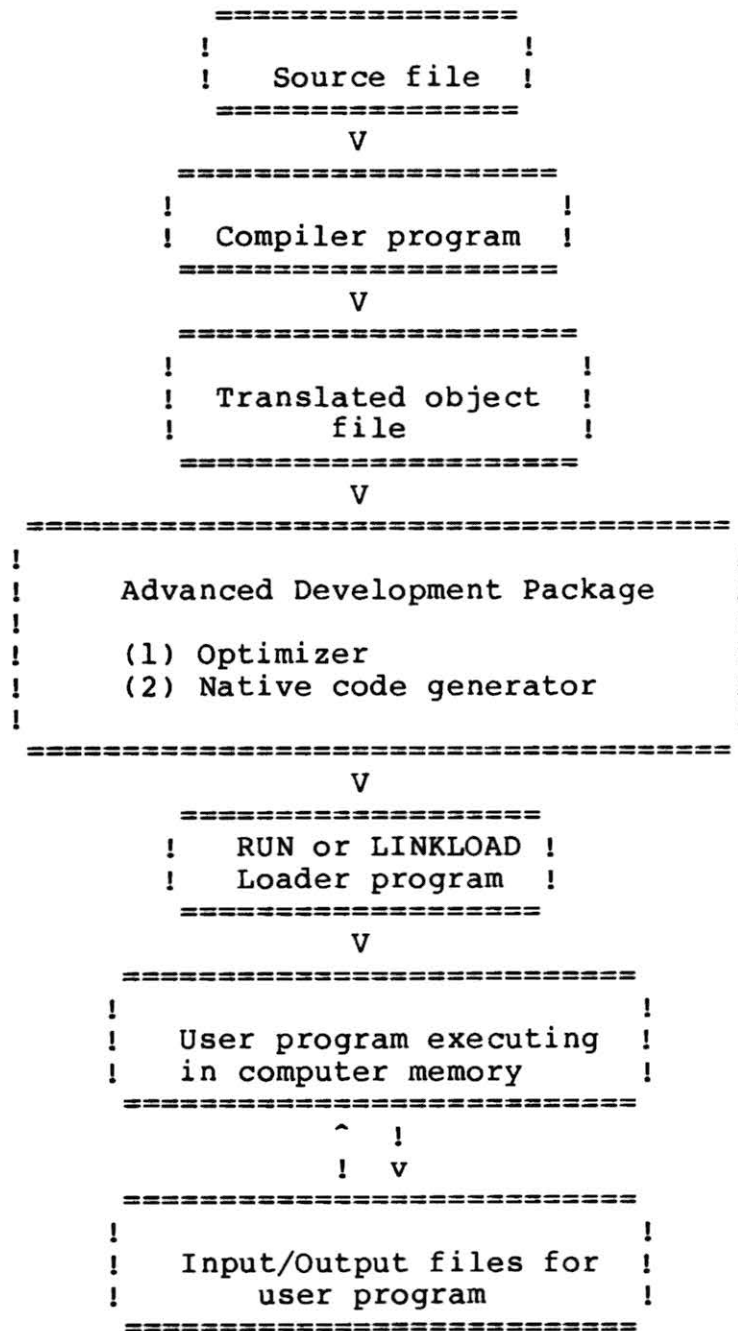 ================
! !
! Source file !
================
V
====================
! !
! Compiler program !
====================
V
=====================
! !
! Translated object !
! file !
=====================
V
=====================================
!
! Advanced Development Package
!
! (1) Optimizer
! (2) Native code generator
!
=====================================
V
===================
! RUN or LINKLOAD !
! Loader program !
===================
V
===========================
! !
! User program executing !
! in computer memory !
===========================
^ !
! v
===========================
! !
! Input/Output files for !
! user program !
===========================